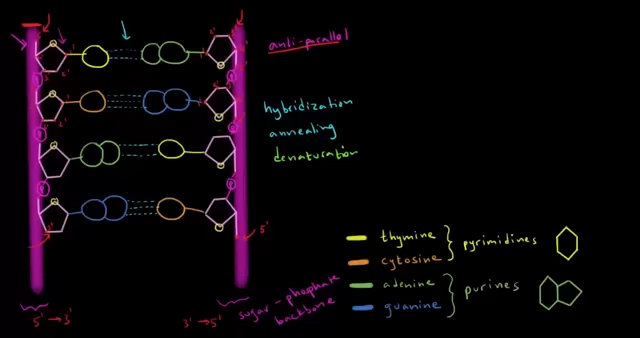 anti-parallel
hybridization
annealing
denaturation
5'
thymine
cytosine
pyrimidines
adenine
guanine
purines
sugar-phosphate
backbone
5' → 3'
3' → 5'